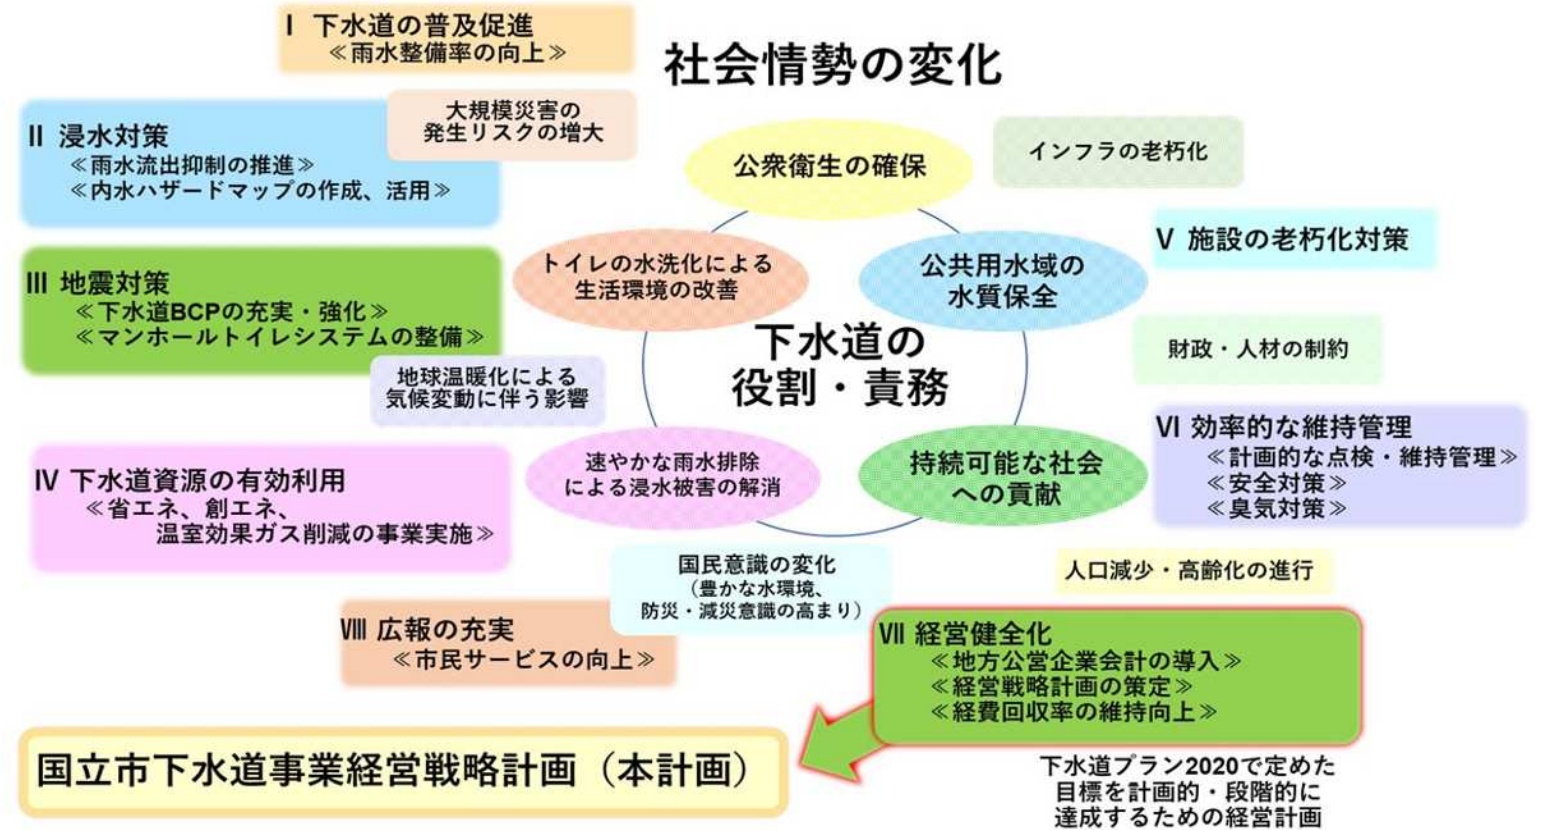 Ⅰ 下水道の普及促進
≪雨水整備率の向上≫
社会情勢の変化
大規模災害の
発生リスクの増大
Ⅱ 浸水対策
≪雨水流出抑制の推進≫
≪内水ハザードマップの作成、活用≫
公衆衛生の確保
インフラの老朽化
Ⅴ 施設の老朽化対策
トイレの水洗化による
生活環境の改善
公共用水域の
水質保全
Ⅲ 地震対策
≪下水道BCPの充実・強化≫
≪マンホールトイレシステムの整備≫
下水道の
役割・責務
財政・人材の制約
地球温暖化による
気候変動に伴う影響
Ⅵ 効率的な維持管理
≪計画的な点検・維持管理≫
≪安全対策≫
≪臭気対策≫
Ⅳ 下水道資源の有効利用
≪省エネ、創エネ、
温室効果ガス削減の事業実施≫
速やかな雨水排除
による浸水被害の解消
持続可能な社会
への貢献
国民意識の変化
(豊かな水環境、
防災・減災意識の高まり)
人口減少・高齢化の進行
Ⅷ 広報の充実
≪市民サービスの向上≫
Ⅶ 経営健全化
≪地方公営企業会計の導入≫
≪経営戦略計画の策定≫
≪経費回収率の維持向上≫
国立市下水道事業経営戦略計画（本計画）
下水道プラン2020で定めた
目標を計画的・段階的に
達成するための経営計画